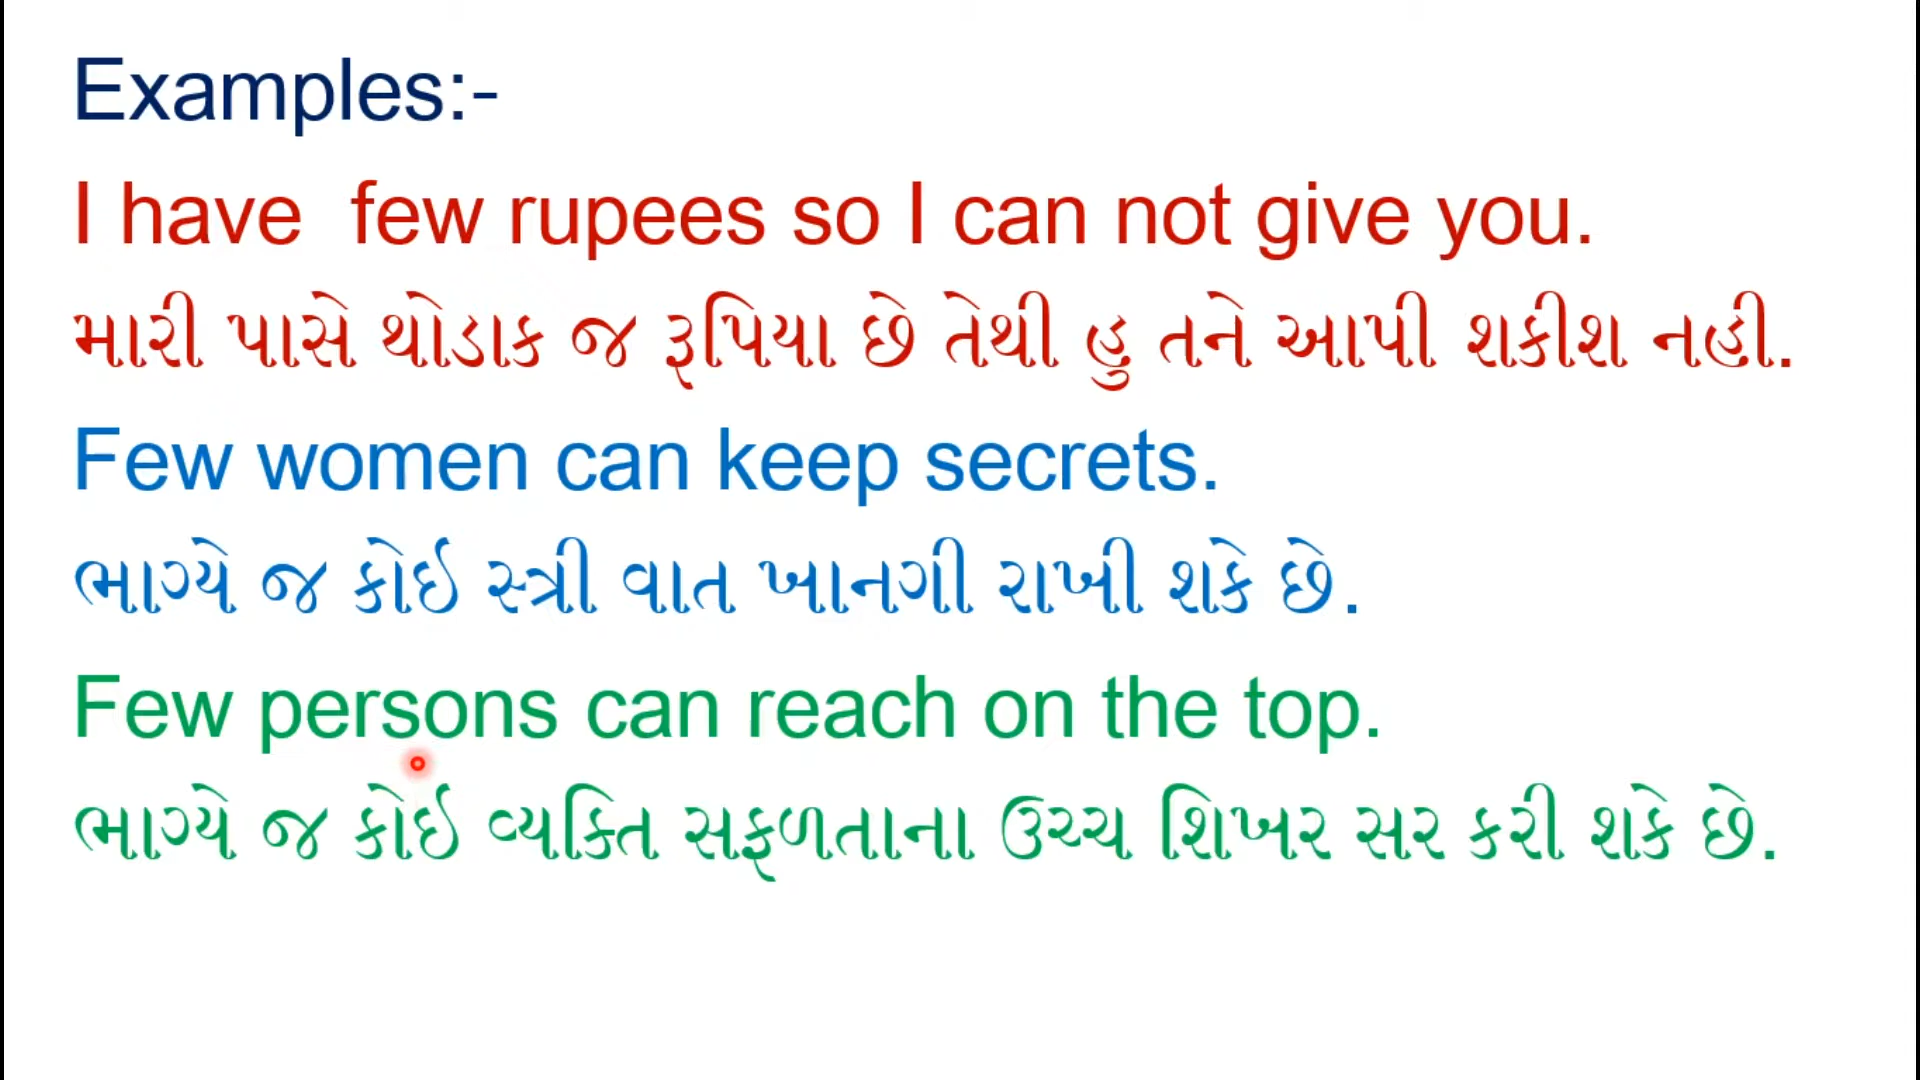 Examples:-
I have few rupees so I can not give you.
મારી પાસે થોડાક જ રૂપિયા છે તેથી હુ તને આપી શકીશ નહી.
Few women can keep secrets.
ભાગ્યે જ કોઈ સ્ત્રી વાત ખાનગી રાખી શકે છે.
Few persons can reach on the top.
ભાગ્યે જ કોઈ વ્યક્તિ સફળતાના ઉચ્ચ શિખર સર કરી શકે છે.